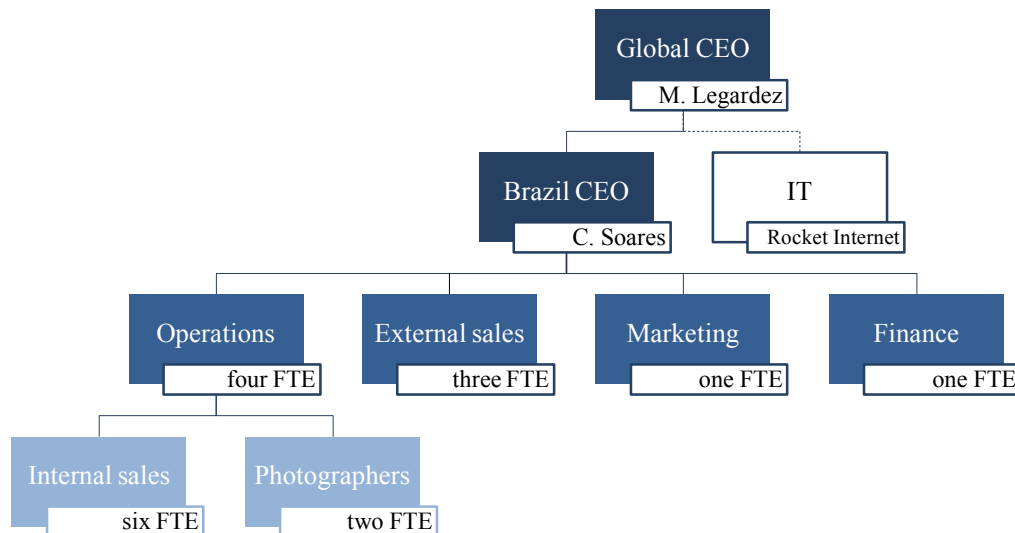 Global CEO
M. Legardez
Brazil CEO
C. Soares
IT
Rocket Internet
Operations
four FTE
External sales
three FTE
Marketing
one FTE
Finance
one FTE
Internal sales
six FTE
Photographers
two FTE